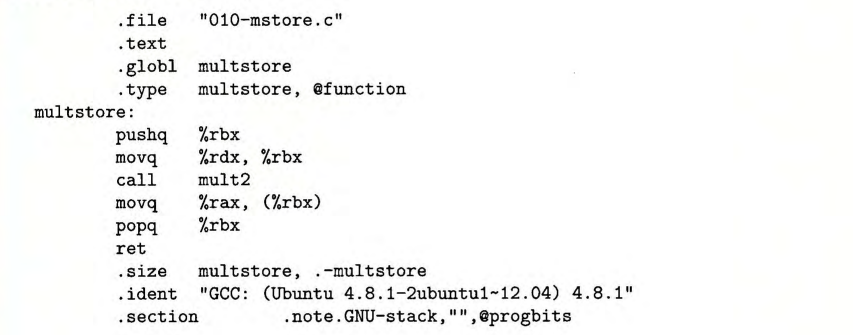 .file "010-mstore.c"
.text
.globl multstore
.type multstore, @function
multstore:
pushq %rbx
movq %rdx, %rbx
call mult2
movq %rax, (%rbx)
popq %rbx
ret
.size multstore, .-multstore
.ident "GCC: (Ubuntu 4.8.1-2ubuntu1~12.04) 4.8.1"
.section .note.GNU-stack,"",@progbits